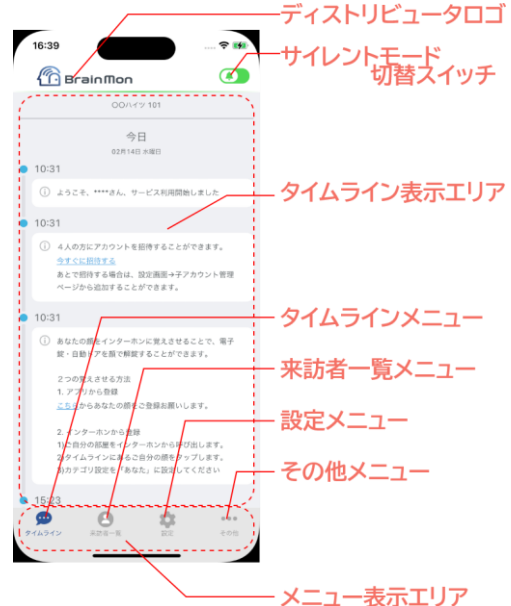 ディストリビュータロゴ
16:39
BrainMon
サイレントモード
切替スイッチ
〇〇ハイツ 101
今日
02月14日 水曜日
10:31
ようこそ、****さん、サービス利用開始しました
タイムライン表示エリア
10:31
4人の方にアカウントを招待することができます。
今すぐに招待する
あとで招待する場合は、設定画面→子アカウント管理
ページから追加することができます。
10:31
タイムラインメニュー
あなたの顔をインターホンに覚えさせることで、電子
錠・自動ドアを顔で解錠することができます。
来訪者一覧メニュー
2つの覚えさせる方法
1. アプリから登録
こちらからあなたの顔をご登録お願いします。
設定メニュー
2. インターホンから登録
1)ご自分の部屋をインターホンから呼び出します。
2)タイムラインにあるご自分の顔をタップします。
3)カテゴリ設定を「あなた」に設定してください
その他メニュー
15:23
タイムライン
来訪者一覧
設定
その他
メニュー表示エリア